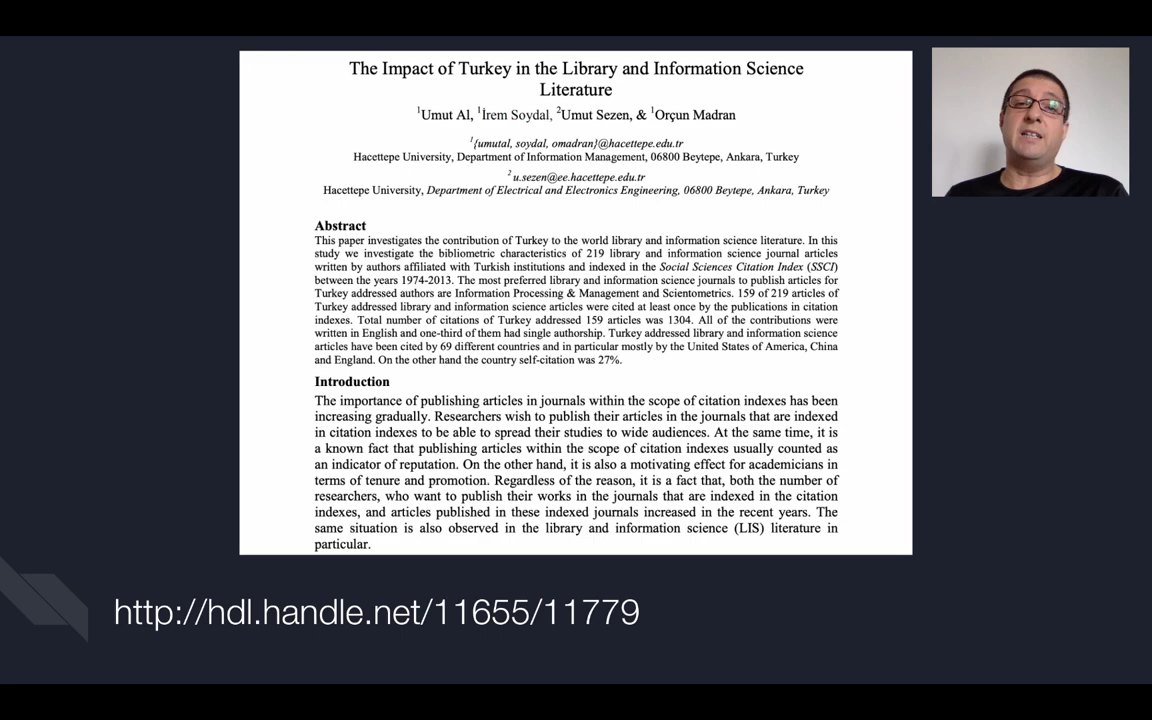 The Impact of Turkey in the Library and Information Science
Literature
¹Umut Al, ¹İrem Soydal, ²Umut Sezen, & ¹Orçun Madran
¹{umutal, soydal, omadran}@hacettepe.edu.tr
Hacettepe University, Department of Information Management, 06800 Beytepe, Ankara, Turkey
² u.sezen@ee.hacettepe.edu.tr
Hacettepe University, Department of Electrical and Electronics Engineering, 06800 Beytepe, Ankara, Turkey
Abstract
This paper investigates the contribution of Turkey to the world library and information science literature. In this
study we investigate the bibliometric characteristics of 219 library and information science journal articles
written by authors affiliated with Turkish institutions and indexed in the Social Sciences Citation Index (SSCI)
between the years 1974-2013. The most preferred library and information science journals to publish articles for
Turkey addressed authors are Information Processing & Management and Scientometrics. 159 of 219 articles of
Turkey addressed library and information science articles were cited at least once by the publications in citation
indexes. Total number of citations of Turkey addressed 159 articles was 1304. All of the contributions were
written in English and one-third of them had single authorship. Turkey addressed library and information science
articles have been cited by 69 different countries and in particular mostly by the United States of America, China
and England. On the other hand the country self-citation was 27%.
Introduction
The importance of publishing articles in journals within the scope of citation indexes has been
increasing gradually. Researchers wish to publish their articles in the journals that are indexed
in citation indexes to be able to spread their studies to wide audiences. At the same time, it is
a known fact that publishing articles within the scope of citation indexes usually counted as
an indicator of reputation. On the other hand, it is also a motivating effect for academicians in
terms of tenure and promotion. Regardless of the reason, it is a fact that, both the number of
researchers, who want to publish their works in the journals that are indexed in the citation
indexes, and articles published in these indexed journals increased in the recent years. The
same situation is also observed in the library and information science (LIS) literature in
particular.
http://hdl.handle.net/11655/11779